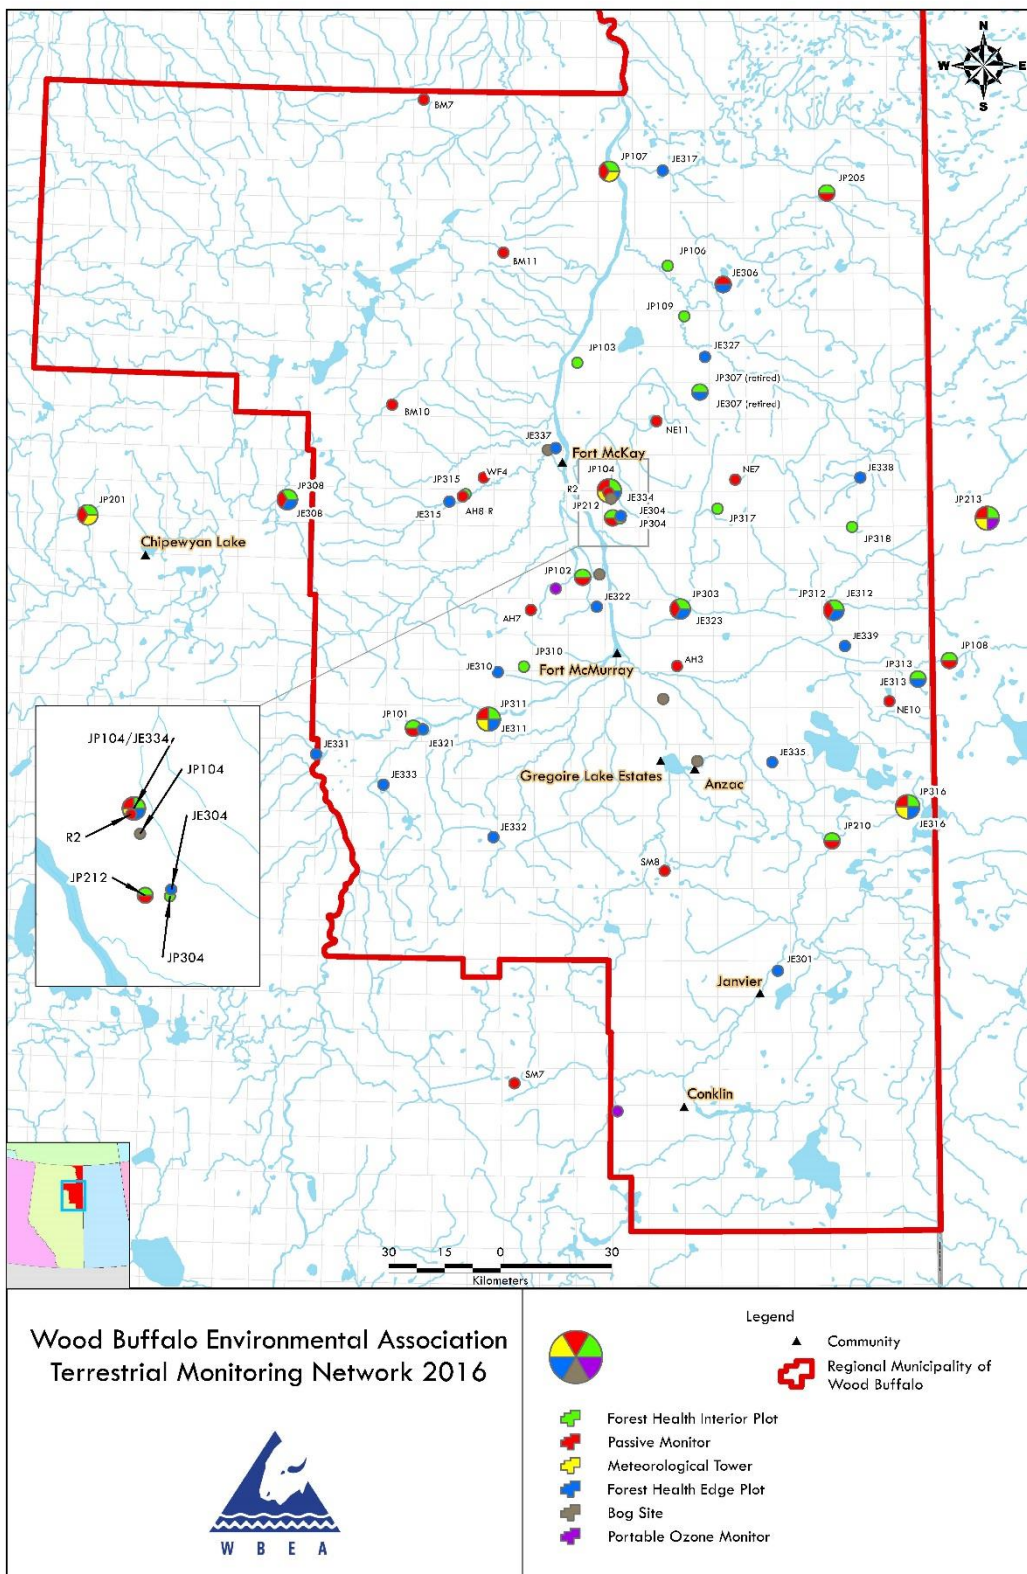 N
W E
S
BM7
JP107
JE317
JP205
BM11
JP106
JE306
JP109
JE327
JP103
JP307 (retired)
JE307 (retired)
BM10
NE11
JE337
Fort McKay
JP104
WF4
NE7
JE338
JP315
R2
JE334
JP308
JP201
JE315
AH8 R
JP212
JE304
JP304
JE308
JP317
JP213
JP318
Chipewyan Lake
JP102
JE322
JP303
JE323
JP312
JE312
AH7
JE339
JP310
JE310
Fort McMurray
AH3
JP108
JP313
JE313
NE10
JP101
JE321
JP311
JE311
JE331
JE333
Gregoire Lake Estates
Anzac
JE335
JP316
JE316
JE332
JP210
SM8
JP104/JE334
JP104
JE304
R2
JP212
JP304
JE301
Janvier
SM7
Conklin
30 15 0 30
Kilometers
Wood Buffalo Environmental Association
Terrestrial Monitoring Network 2016
W B E A
Legend
Community
Regional Municipality of
Wood Buffalo
Forest Health Interior Plot
Passive Monitor
Meteorological Tower
Forest Health Edge Plot
Bog Site
Portable Ozone Monitor